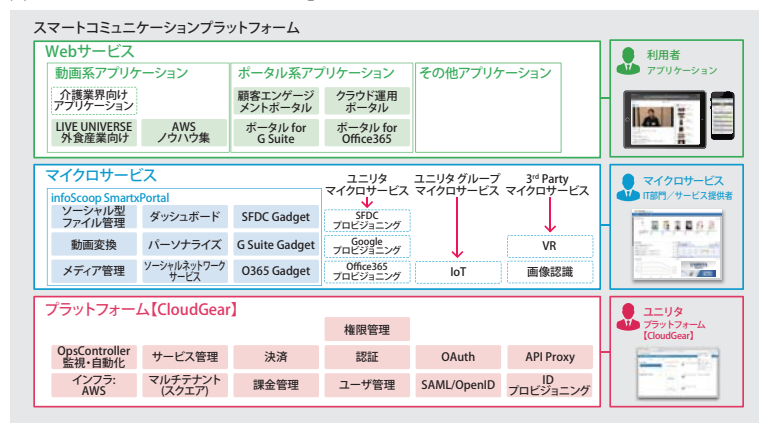 スマートコミュニケーションプラットフォーム
Webサービス
動画系アプリケーション
介護業界向け
アプリケーション
LIVE UNIVERSE
外食産業向け
AWS
ノウハウ集
ポータル系アプリケーション
顧客エンゲージ
メントポータル
クラウド運用
ポータル
ポータル for
G Suite
ポータル for
Office365
その他アプリケーション
利用者
アプリケーション
マイクロサービス
infoScoop SmartxPortal
ソーシャル型
ファイル管理
ダッシュボード
SFDC Gadget
動画変換
パーソナライズ
G Suite Gadget
メディア管理
ソーシャルネットワーク
サービス
O365 Gadget
ユニリタ
マイクロサービス
SFDC
プロビジョニング
Google
プロビジョニング
Office365
プロビジョニング
ユニリタ グループ
マイクロサービス
IoT
3rd Party
マイクロサービス
VR
画像認識
マイクロサービス
IT部門/サービス提供者
プラットフォーム【CloudGear】
権限管理
OpsController
監視・自動化
サービス管理
決済
認証
OAuth
API Proxy
インフラ:
AWS
マルチテナント
(スクエア)
課金管理
ユーザ管理
SAML/OpenID
ID
プロビジョニング
ユニリタ
プラットフォーム
【CloudGear】